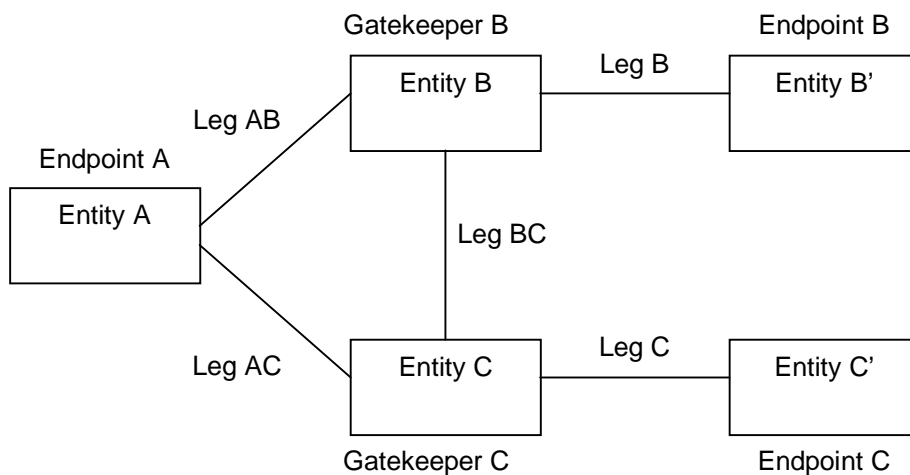 Gatekeeper B
Endpoint B
Entity B
Leg B
Entity B’
Leg AB
Endpoint A
Entity A
Leg BC
Leg AC
Entity C
Leg C
Entity C’
Gatekeeper C
Endpoint C